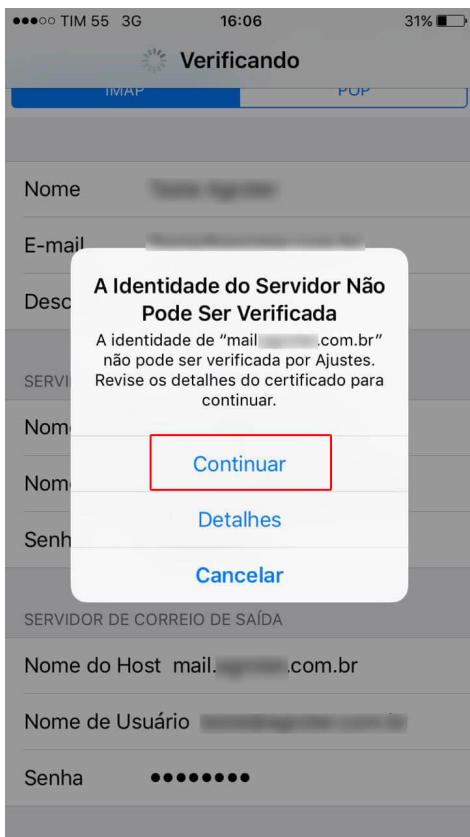 TIM 55 3G 16:06 31%
Verificando
IMAP POP
Nome
E-mail
Desc
A Identidade do Servidor Não
Pode Ser Verificada
A identidade de “mail .com.br”
não pode ser verificada por Ajustes.
Revise os detalhes do certificado para
continuar.
SERVI
Nom
Continuar
Nom
Detalhes
Senh
Cancelar
SERVIDOR DE CORREIO DE SAÍDA
Nome do Host mail. .com.br
Nome de Usuário
Senha ●●●●●●●●